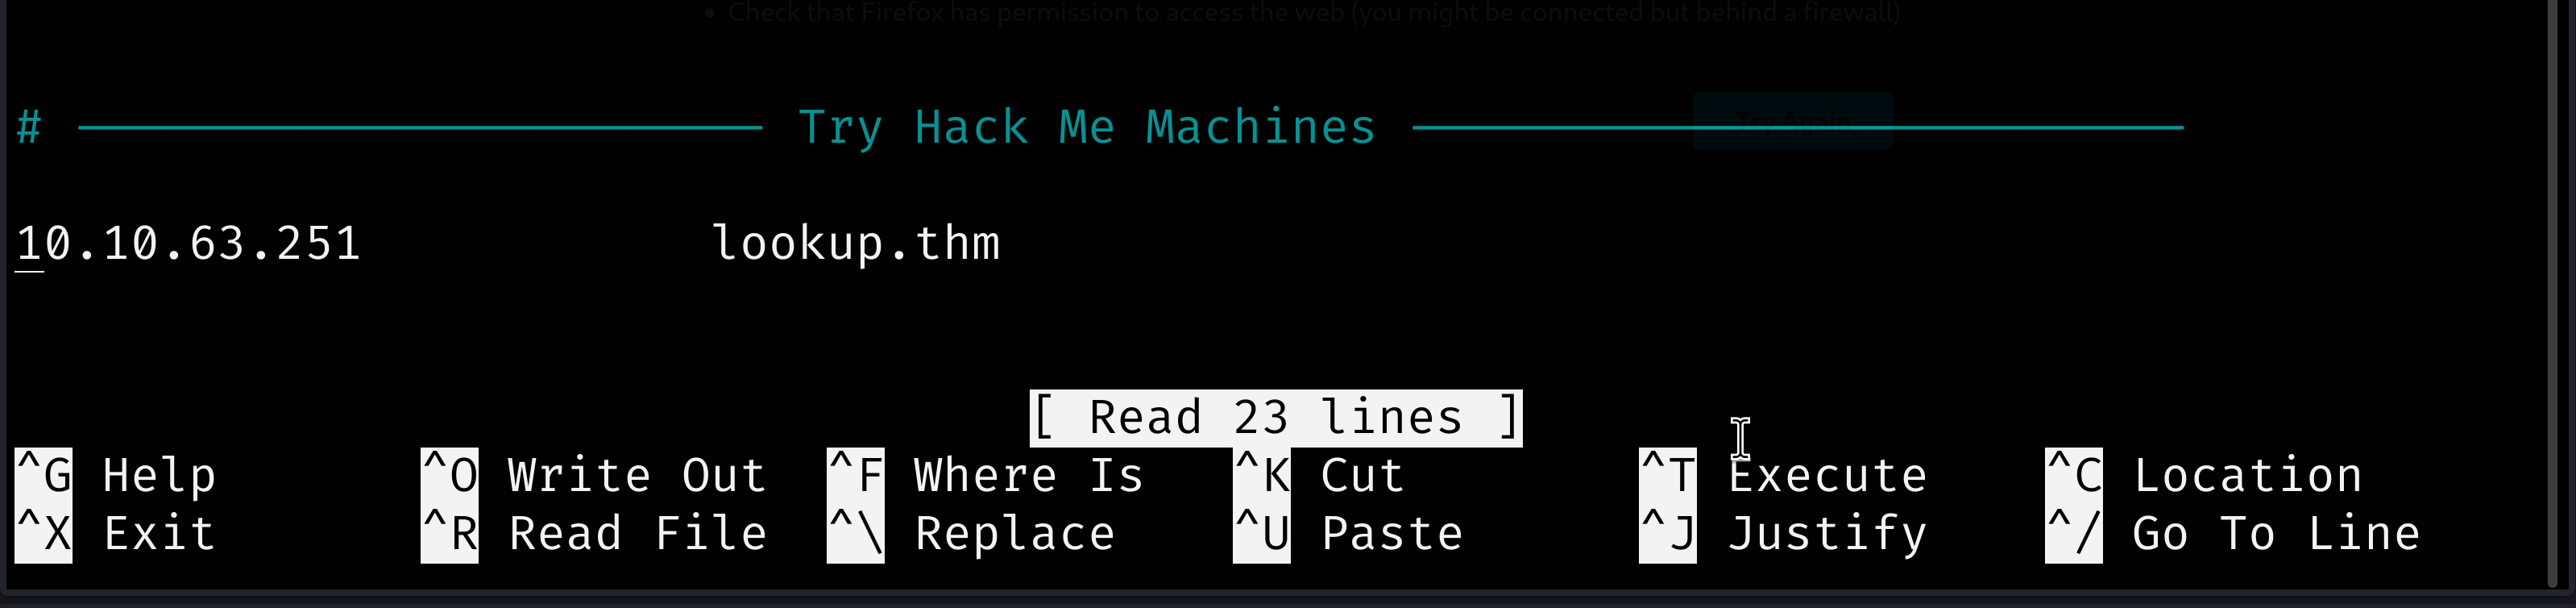 Check that Firefox has permission to access the web (you might be connected but behind a firewall)
# ──────────────────────── Try Hack Me Machines ───────────────────────────
Try Again
10.10.63.251 lookup.thm
[ Read 23 lines ]
^G Help ^O Write Out ^F Where Is ^K Cut ^T Execute ^C Location
^X Exit ^R Read File ^\ Replace ^U Paste ^J Justify ^/ Go To Line